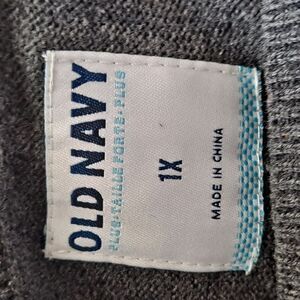 OLD NAVY
PLUS•TAILLE FORTE•PLUS
1X
MADE IN CHINA